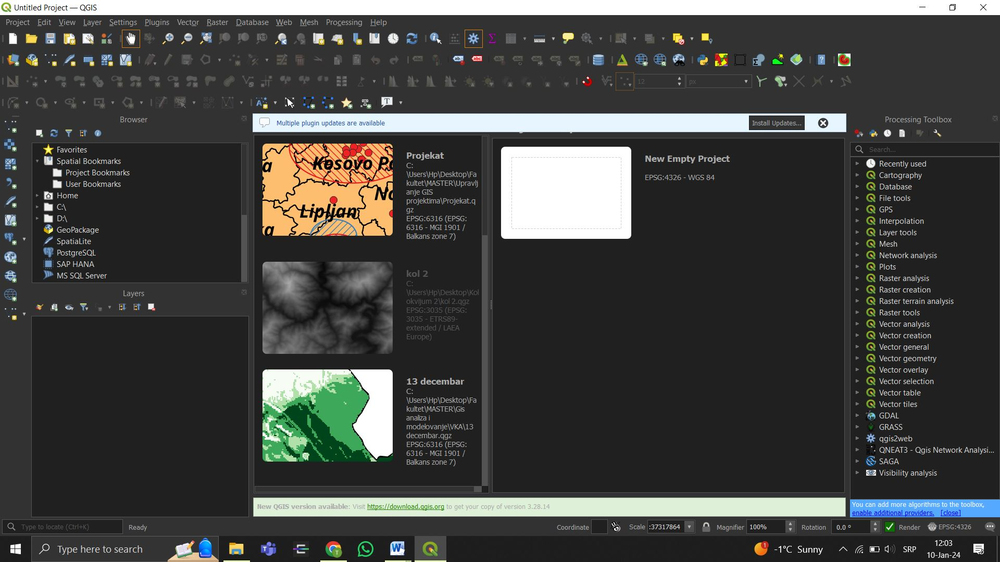 Untitled Project — QGIS
Project Edit View Layer Settings Plugins Vector Raster Database Web Mesh Processing Help
12 px
Browser
Favorites
Spatial Bookmarks
Project Bookmarks
User Bookmarks
Home
C:\
D:\
GeoPackage
SpatiaLite
PostgreSQL
SAP HANA
MS SQL Server
Layers
Multiple plugin updates are available
Install Updates...
Kosovo Po
Lipljan
Projekat
C:
\Users\Hp\Desktop\Fa
kultet\MASTER\Upravlj
anje GIS
projektima\Projekat.q
gz
EPSG:6316 (EPSG:
6316 - MGI 1901 /
Balkans zone 7)
kol 2
C:
\Users\Hp\Desktop\Kol
okvijum 2\kol 2.qgz
EPSG:3035 (EPSG:
3035 - ETRS89-
extended / LAEA
Europe)
13 decembar
C:
\Users\Hp\Desktop\Fa
kultet\MASTER\Gis
analiza i
modelovanje\VKA\13
decembar.qgz
EPSG:6316 (EPSG:
6316 - MGI 1901 /
Balkans zone 7)
New Empty Project
EPSG:4326 - WGS 84
New QGIS version available: Visit https://download.qgis.org to get your copy of version 3.28.14
Processing Toolbox
Search...
Recently used
Cartography
Database
File tools
GPS
Interpolation
Layer tools
Mesh
Network analysis
Plots
Raster analysis
Raster creation
Raster terrain analysis
Raster tools
Vector analysis
Vector creation
Vector general
Vector geometry
Vector overlay
Vector selection
Vector table
Vector tiles
GDAL
GRASS
qgis2web
QNEAT3 - Qgis Network Analysi...
SAGA
Visibility analysis
You can add more algorithms to the toolbox,
enable additional providers. [close]
Type to locate (Ctrl+K) Ready Coordinate Scale :37317864 Magnifier 100% Rotation 0.0 ° Render EPSG:4326
Type here to search
-1°C Sunny
SRP
12:03
10-Jan-24